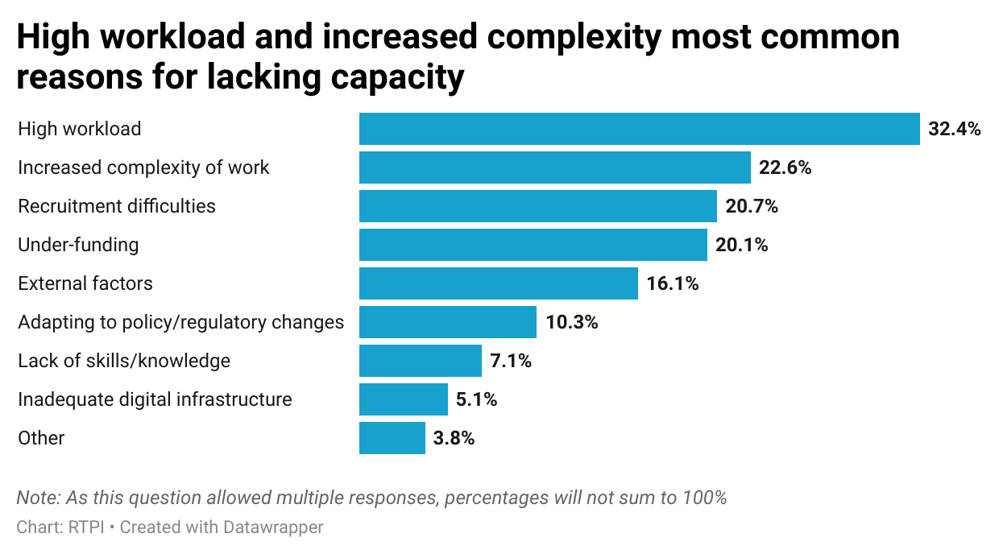 High workload and increased complexity most common
reasons for lacking capacity
High workload 32.4%
Increased complexity of work 22.6%
Recruitment difficulties 20.7%
Under-funding 20.1%
External factors 16.1%
Adapting to policy/regulatory changes 10.3%
Lack of skills/knowledge 7.1%
Inadequate digital infrastructure 5.1%
Other 3.8%
Note: As this question allowed multiple responses, percentages will not sum to 100%
Chart: RTPI • Created with Datawrapper